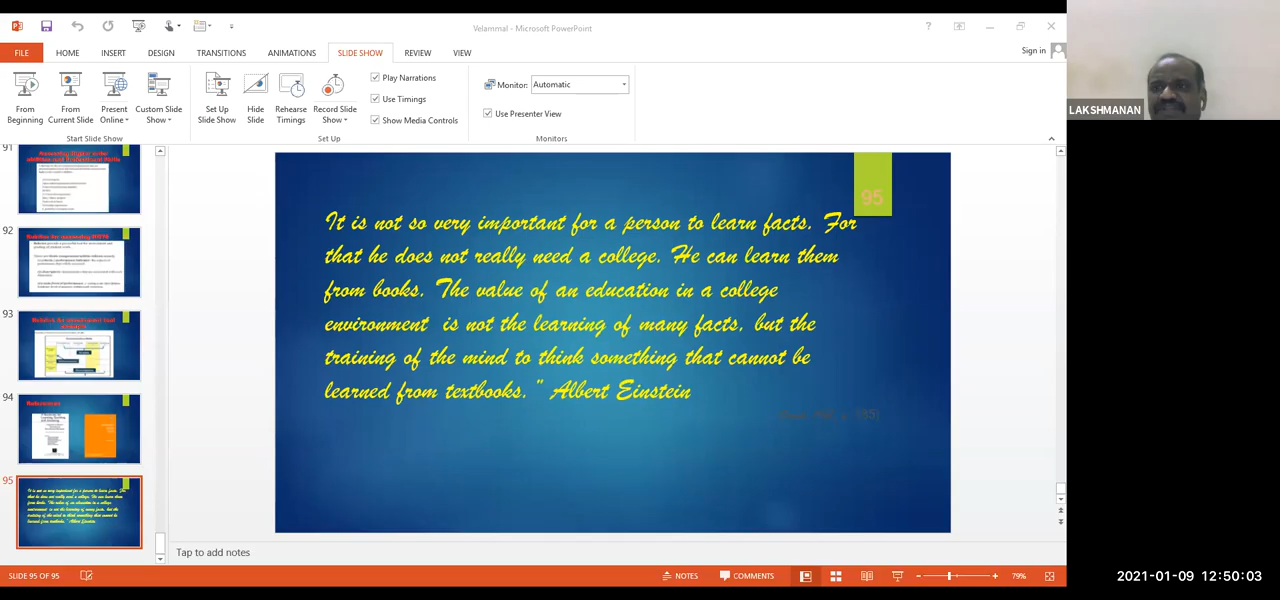 Velammal - Microsoft PowerPoint
?
Sign in
FILE
HOME
INSERT
DESIGN
TRANSITIONS
ANIMATIONS
SLIDE SHOW
REVIEW
VIEW
From Beginning
From Current Slide
Present Online
Custom Slide Show
Start Slide Show
Set Up Slide Show
Hide Slide
Rehearse Timings
Record Slide Show
Play Narrations
Use Timings
Show Media Controls
Set Up
Monitor: Automatic
Use Presenter View
Monitors
LAKSHMANAN
91
92
93
94
References
95
95
It is not so very important for a person to learn facts. For
that he does not really need a college. He can learn them
from books. The value of an education in a college
environment is not the learning of many facts, but the
training of the mind to think something that cannot be
learned from textbooks." Albert Einstein
Tap to add notes
SLIDE 95 OF 95
NOTES
COMMENTS
79%
2021-01-09 12:50:03